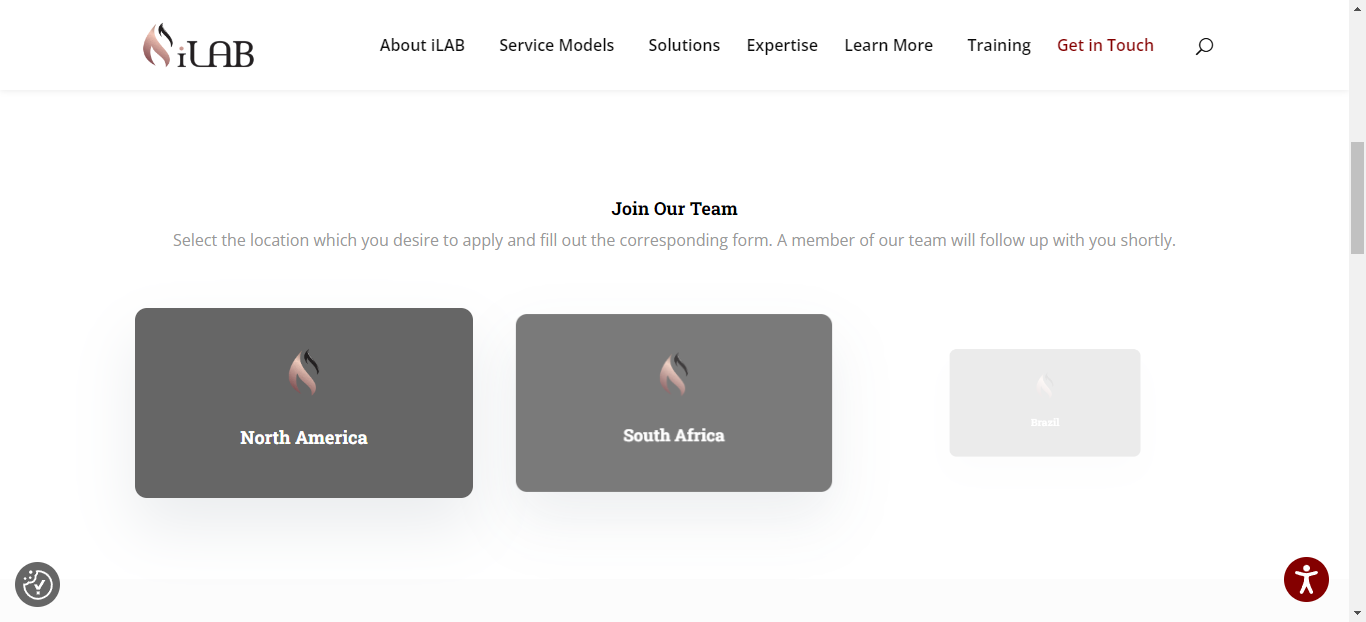 iLAB
About iLAB Service Models Solutions Expertise Learn More Training Get in Touch
Join Our Team
Select the location which you desire to apply and fill out the corresponding form. A member of our team will follow up with you shortly.
North America
South Africa
Brazil